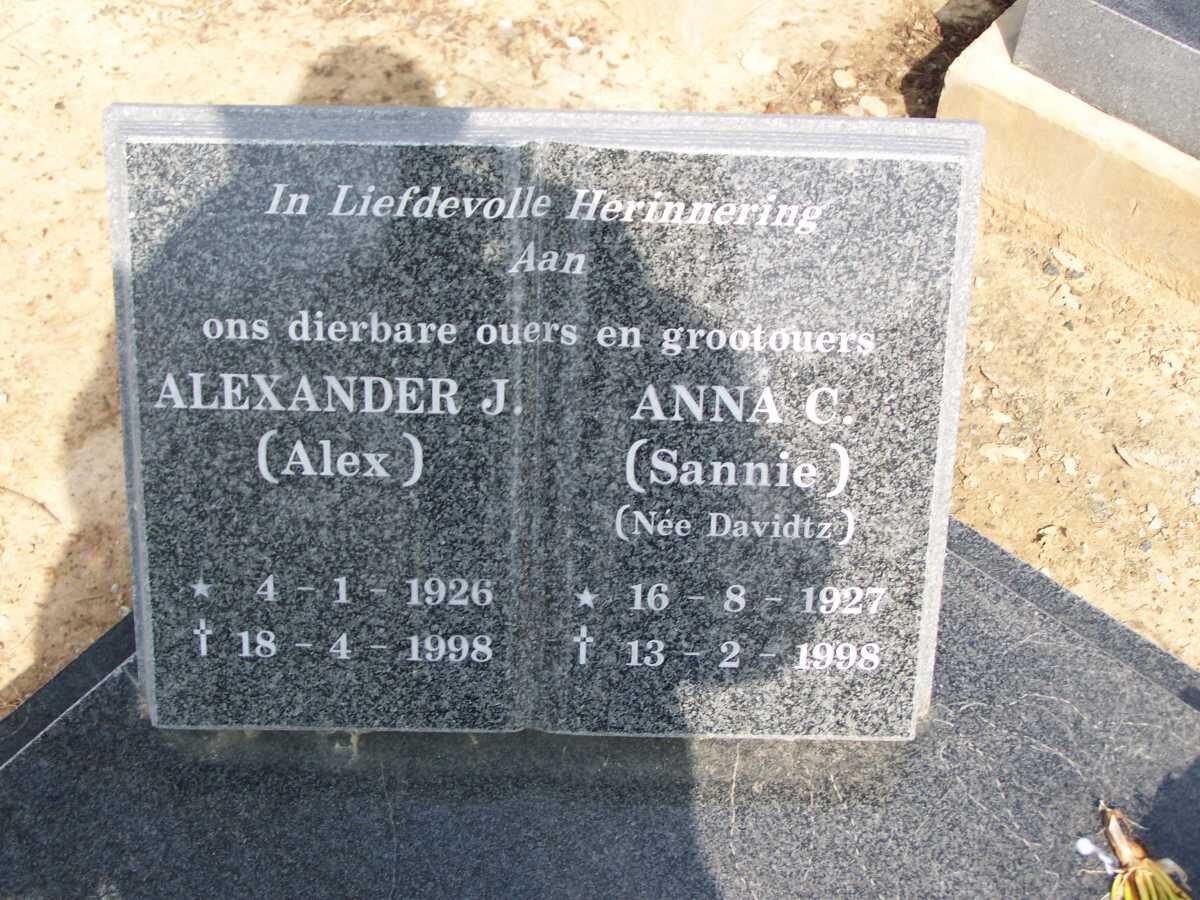 In Liefdevolle Herinnering
Aan
ons dierbare ouers en grootouers
ALEXANDER J.
(Alex)
★ 4 - 1 - 1926
† 18 - 4 - 1998
ANNA C.
(Sannie)
(Née Davidtz)
★ 16 - 8 - 1927
† 13 - 2 - 1998